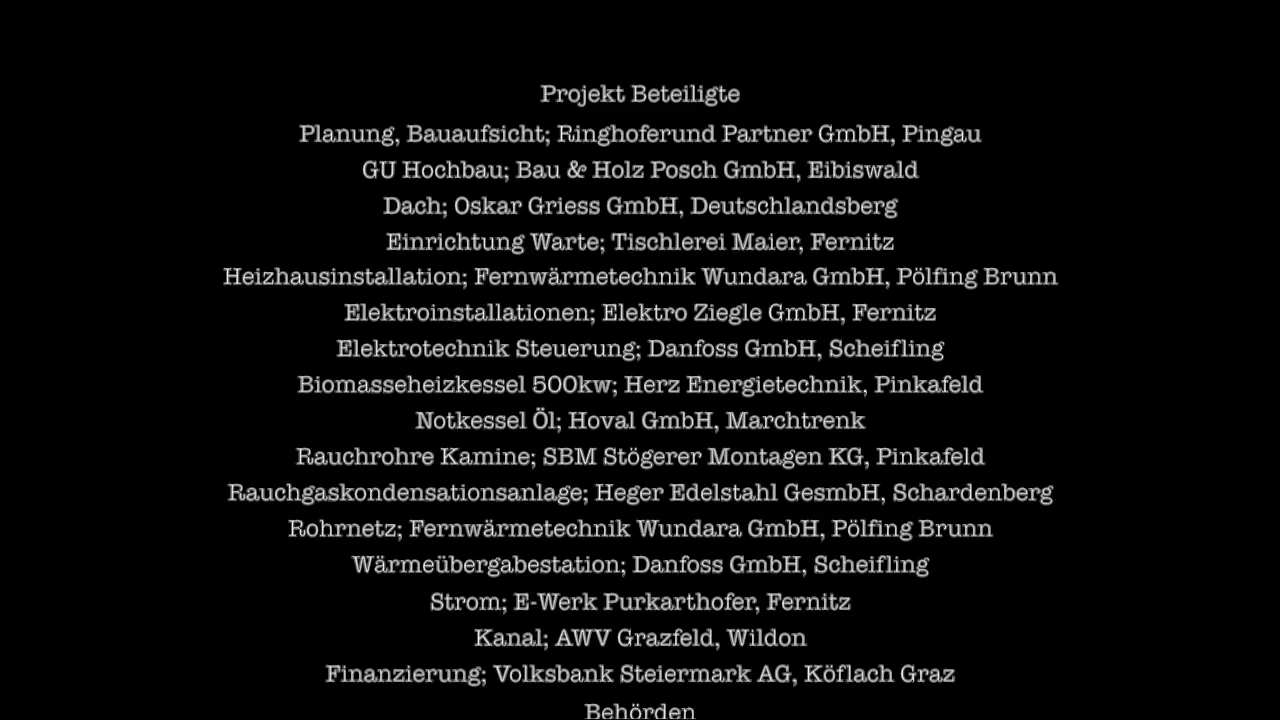 Projekt Beteiligte
Planung, Bauaufsicht; Ringhoferund Partner GmbH, Pingau
GU Hochbau; Bau & Holz Posch GmbH, Eibiswald
Dach; Oskar Griess GmbH, Deutschlandsberg
Einrichtung Warte; Tischlerei Maier, Fernitz
Heizhausinstallation; Fernwärmetechnik Wundara GmbH, Pölfing Brunn
Elektroinstallationen; Elektro Ziegle GmbH, Fernitz
Elektrotechnik Steuerung; Danfoss GmbH, Scheifling
Biomasseheizkessel 500kw; Herz Energietechnik, Pinkafeld
Notkessel Öl; Hoval GmbH, Marchtrenk
Rauchrohre Kamine; SBM Stögerer Montagen KG, Pinkafeld
Rauchgaskondensationsanlage; Heger Edelstahl GesmbH, Schardenberg
Rohrnetz; Fernwärmetechnik Wundara GmbH, Pölfing Brunn
Wärmeübergabestation; Danfoss GmbH, Scheifling
Strom; E-Werk Purkarthofer, Fernitz
Kanal; AWV Grazfeld, Wildon
Finanzierung; Volksbank Steiermark AG, Köflach Graz
Behörden